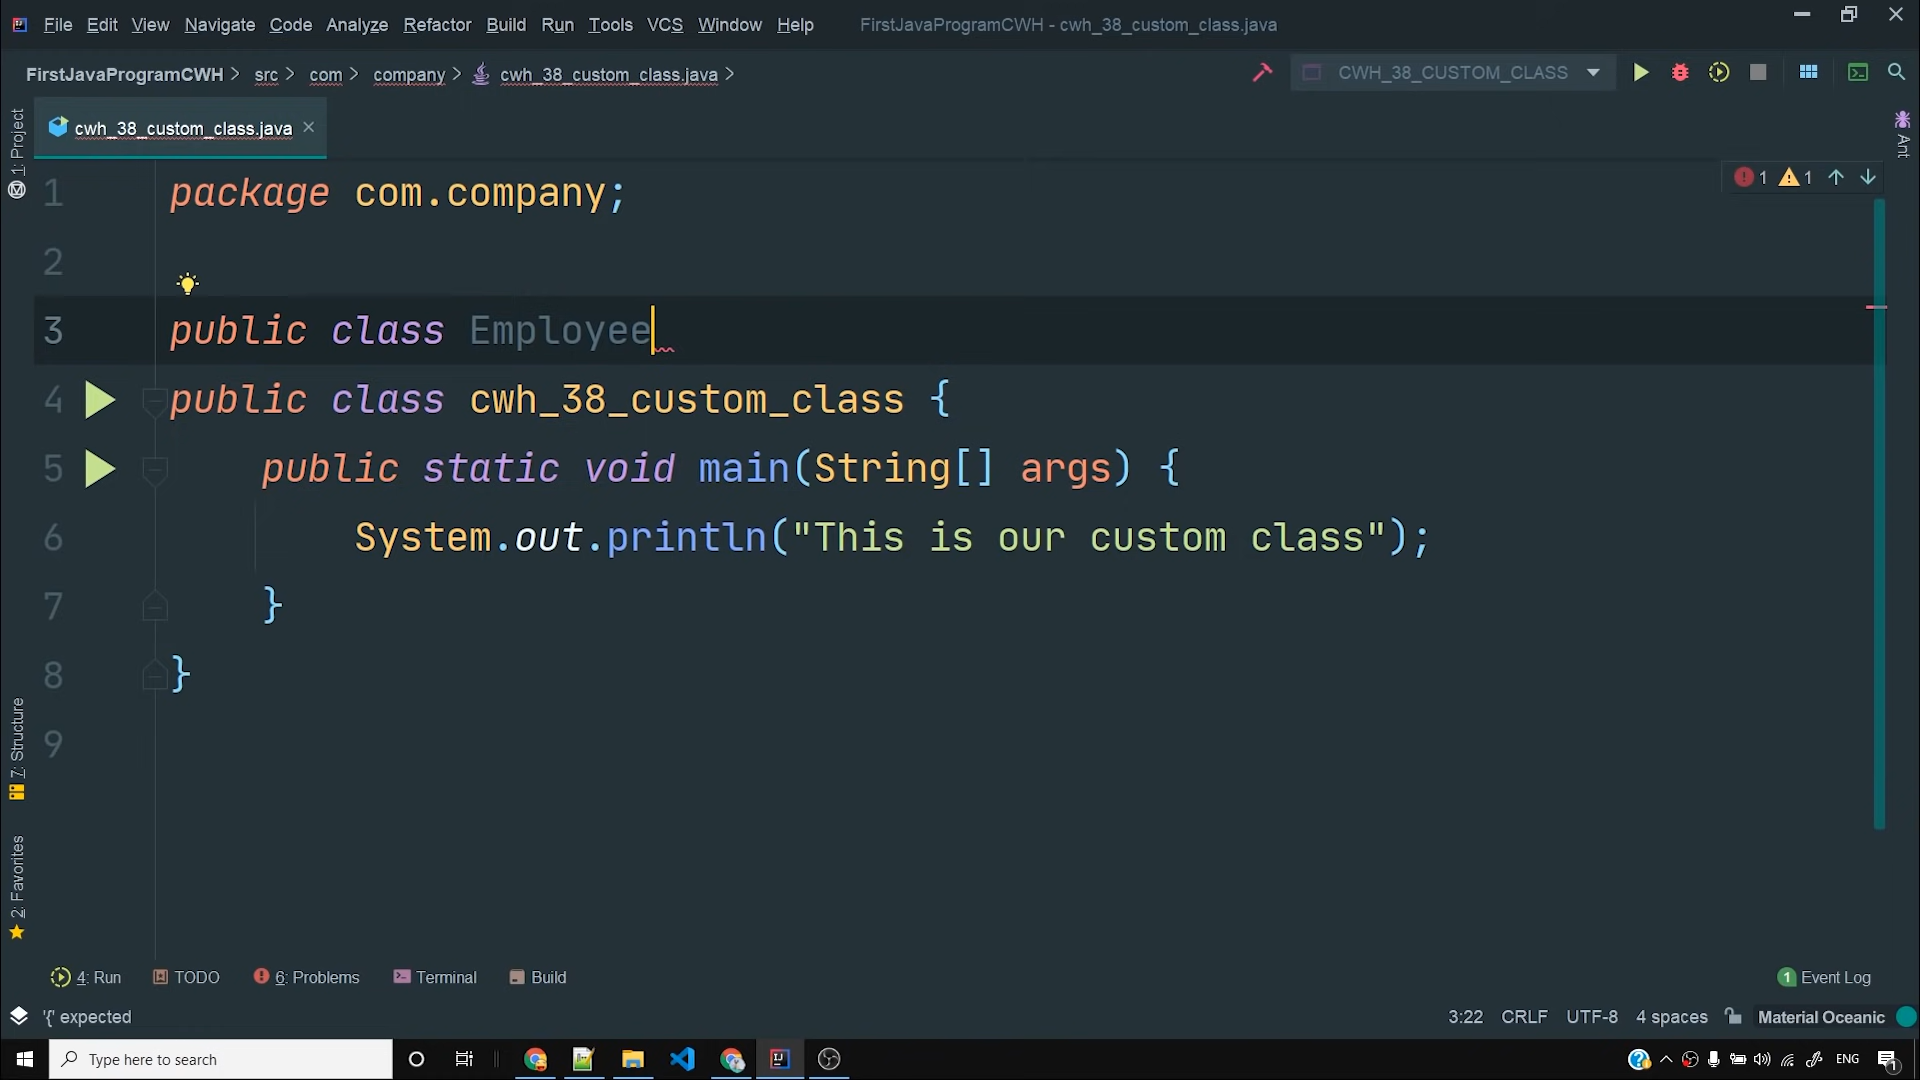 File Edit View Navigate Code Analyze Refactor Build Run Tools VCS Window Help FirstJavaProgramCWH - cwh_38_custom_class.java
FirstJavaProgramCWH > src > com > company > cwh_38_custom_class.java > CWH_38_CUSTOM_CLASS
cwh_38_custom_class.java
1: Project
Ant
1 1
1 package com.company;
2
3 public class Employee
4 public class cwh_38_custom_class {
5 public static void main(String[] args) {
6 System.out.println("This is our custom class");
7 }
8 }
9
7: Structure
2: Favorites
4: Run TODO 6: Problems Terminal Build 1 Event Log
'{' expected 3:22 CRLF UTF-8 4 spaces Material Oceanic
Type here to search ENG 1